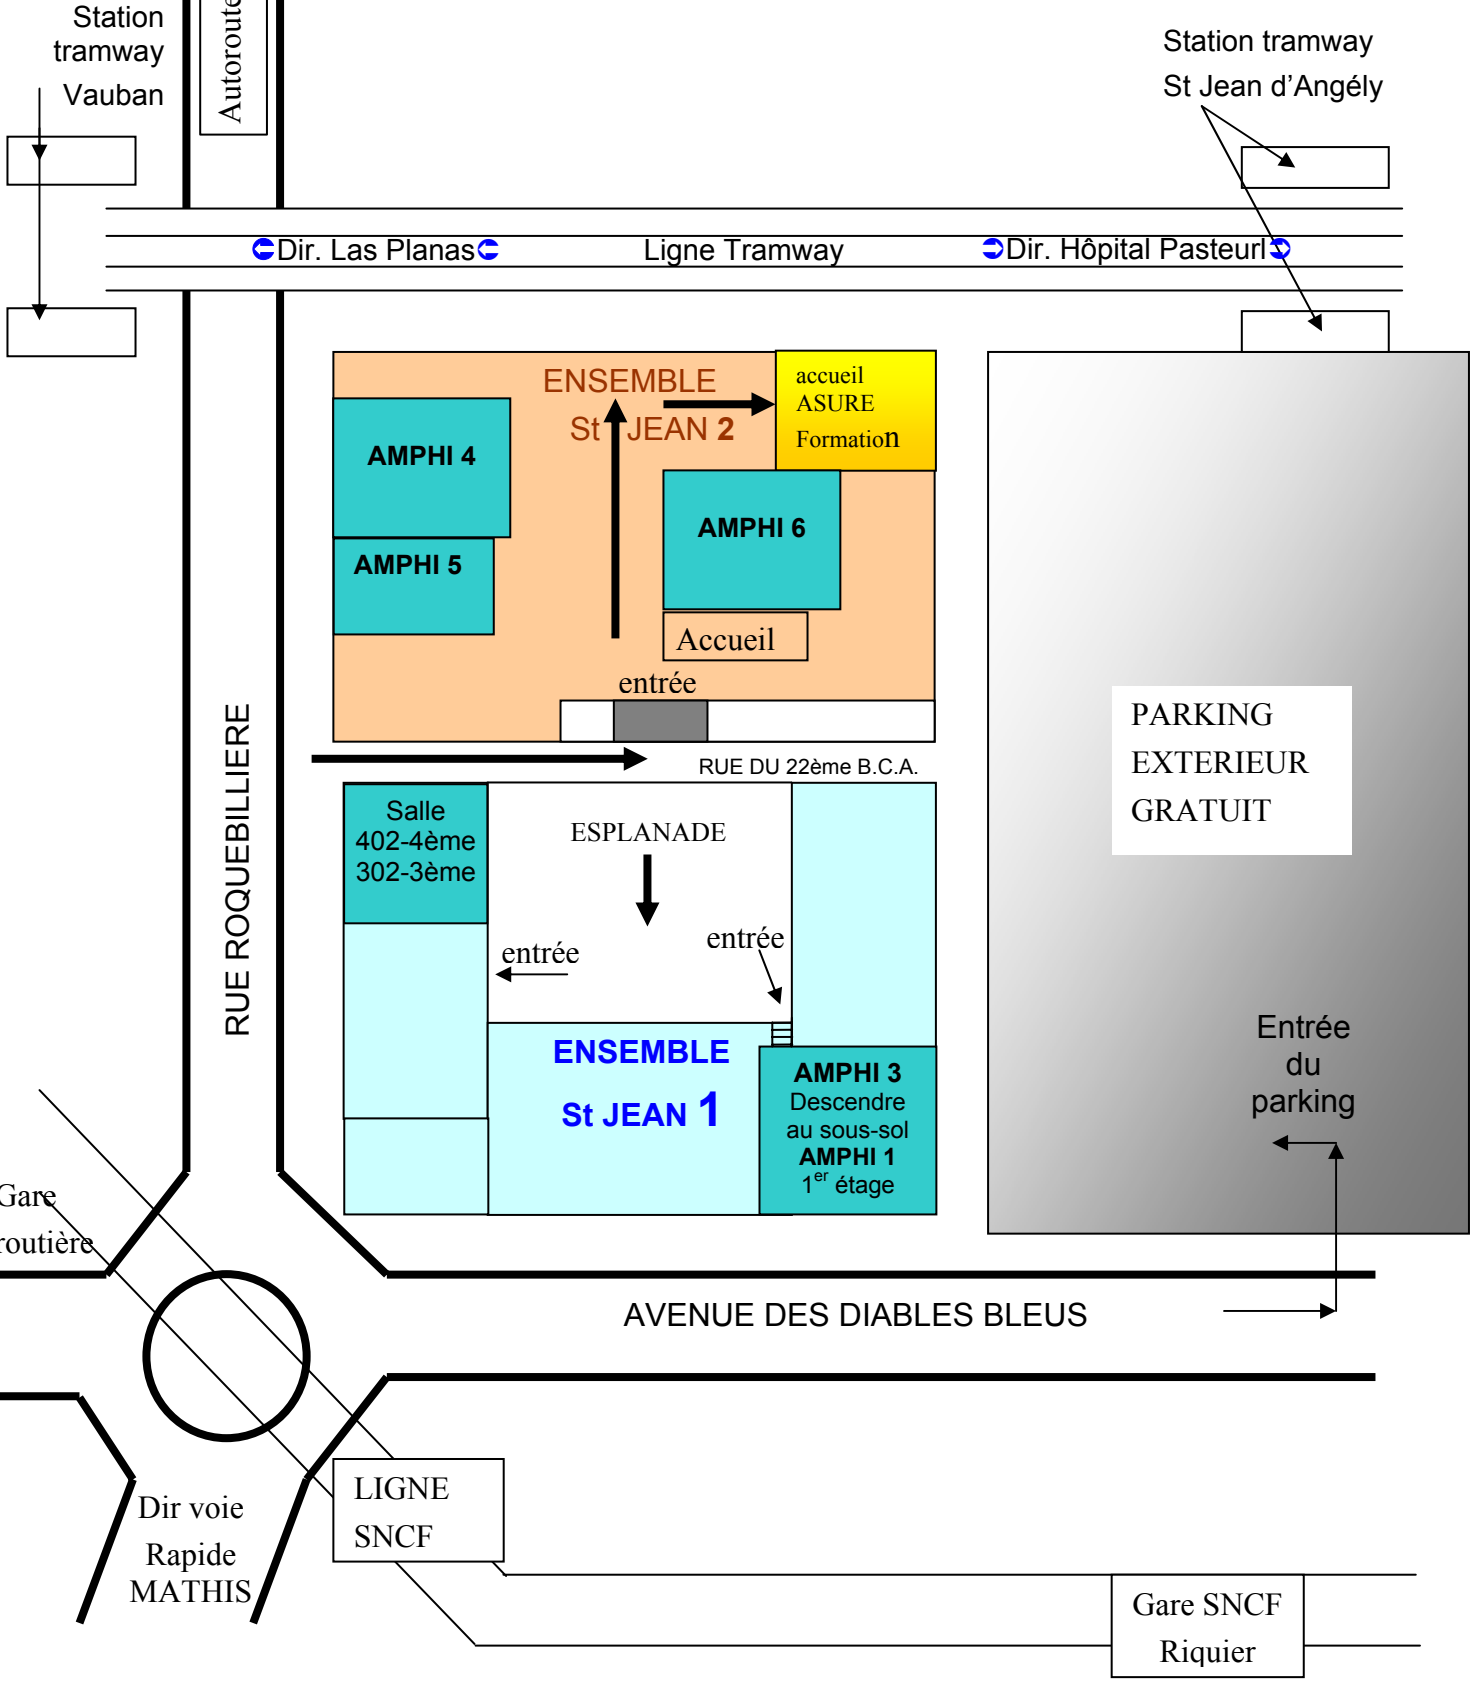 Station
tramway
Vauban
Autoroute
Station tramway
St Jean d’Angély
Dir. Las Planas
Ligne Tramway
Dir. Hôpital Pasteurl
ENSEMBLE
St JEAN 2
accueil
ASURE
Formation
AMPHI 4
AMPHI 5
AMPHI 6
Accueil
entrée
RUE DU 22ème B.C.A.
RUE ROQUEBILLIERE
PARKING
EXTERIEUR
GRATUIT
Salle
402-4ème
302-3ème
ESPLANADE
entrée
entrée
ENSEMBLE
St JEAN 1
AMPHI 3
Descendre
au sous-sol
AMPHI 1
1er étage
Entrée
du
parking
Gare
routière
AVENUE DES DIABLES BLEUS
LIGNE
SNCF
Dir voie
Rapide
MATHIS
Gare SNCF
Riquier